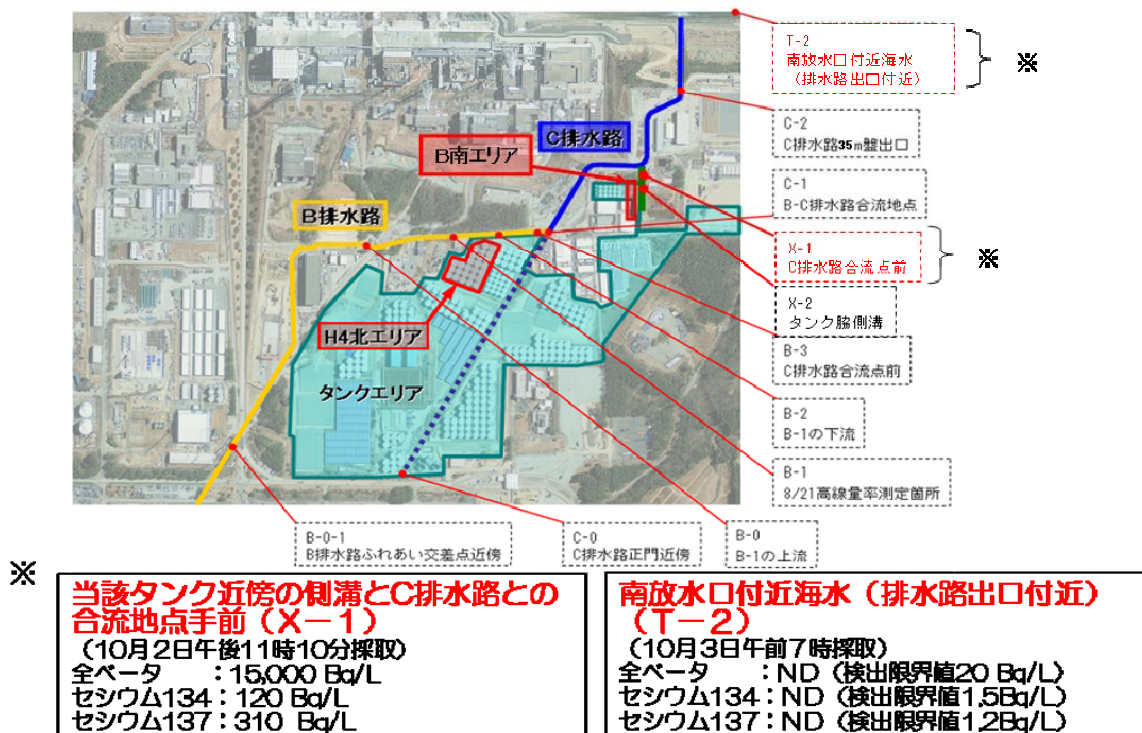 T-2
南放水口付近海水
（排水路出口付近）
※
C-2
C排水路35m盤出口
C排水路
B南エリア
C-1
B-C排水路合流地点
B排水路
X-1
C排水路合流点前
※
X-2
タンク脇側溝
H4北エリア
B-3
C排水路合流点前
タンクエリア
B-2
B-1の下流
B-1
8/21高線量率測定箇所
B-0-1
B排水路ふれあい交差点近傍
C-0
C排水路正門近傍
B-0
B-1の上流
※
当該タンク近傍の側溝とC排水路との
合流地点手前（X－1）
（10月2日午後11時10分採取）
全ベータ　：15,000 Bq/L
セシウム134：120 Bq/L
セシウム137：310 Bq/L
南放水口付近海水（排水路出口付近）
（T－2）
（10月3日午前7時採取）
全ベータ　：ND（検出限界値20 Bq/L）
セシウム134：ND（検出限界値1.5Bq/L）
セシウム137：ND（検出限界値1.2Bq/L）